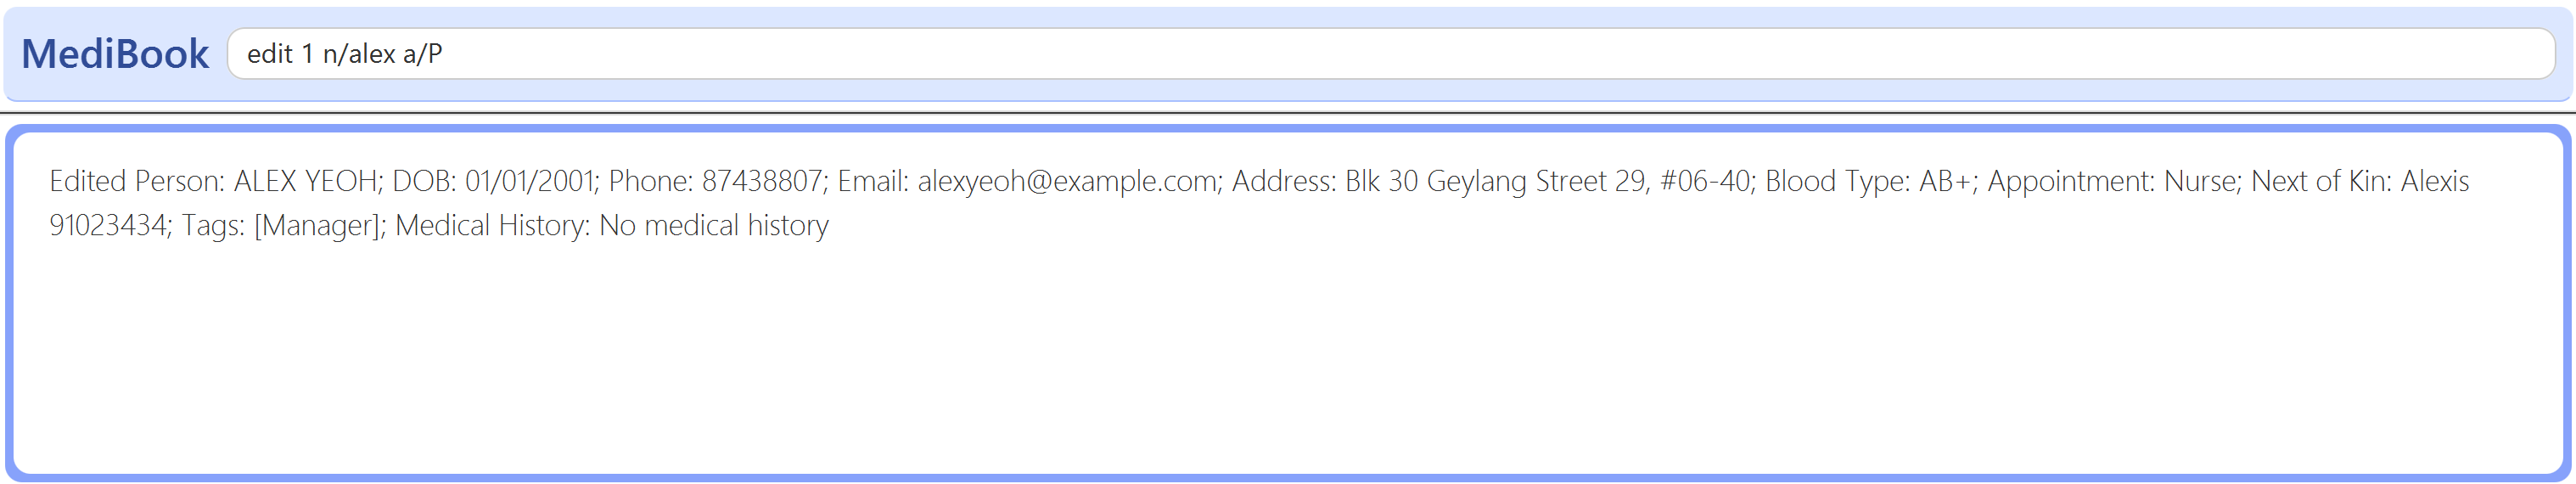 MediBook edit 1 n/alex a/P
Edited Person: ALEX YEOH; DOB: 01/01/2001; Phone: 87438807; Email: alexyeoh@example.com; Address: Blk 30 Geylang Street 29, #06-40; Blood Type: AB+; Appointment: Nurse; Next of Kin: Alexis
91023434; Tags: [Manager]; Medical History: No medical history